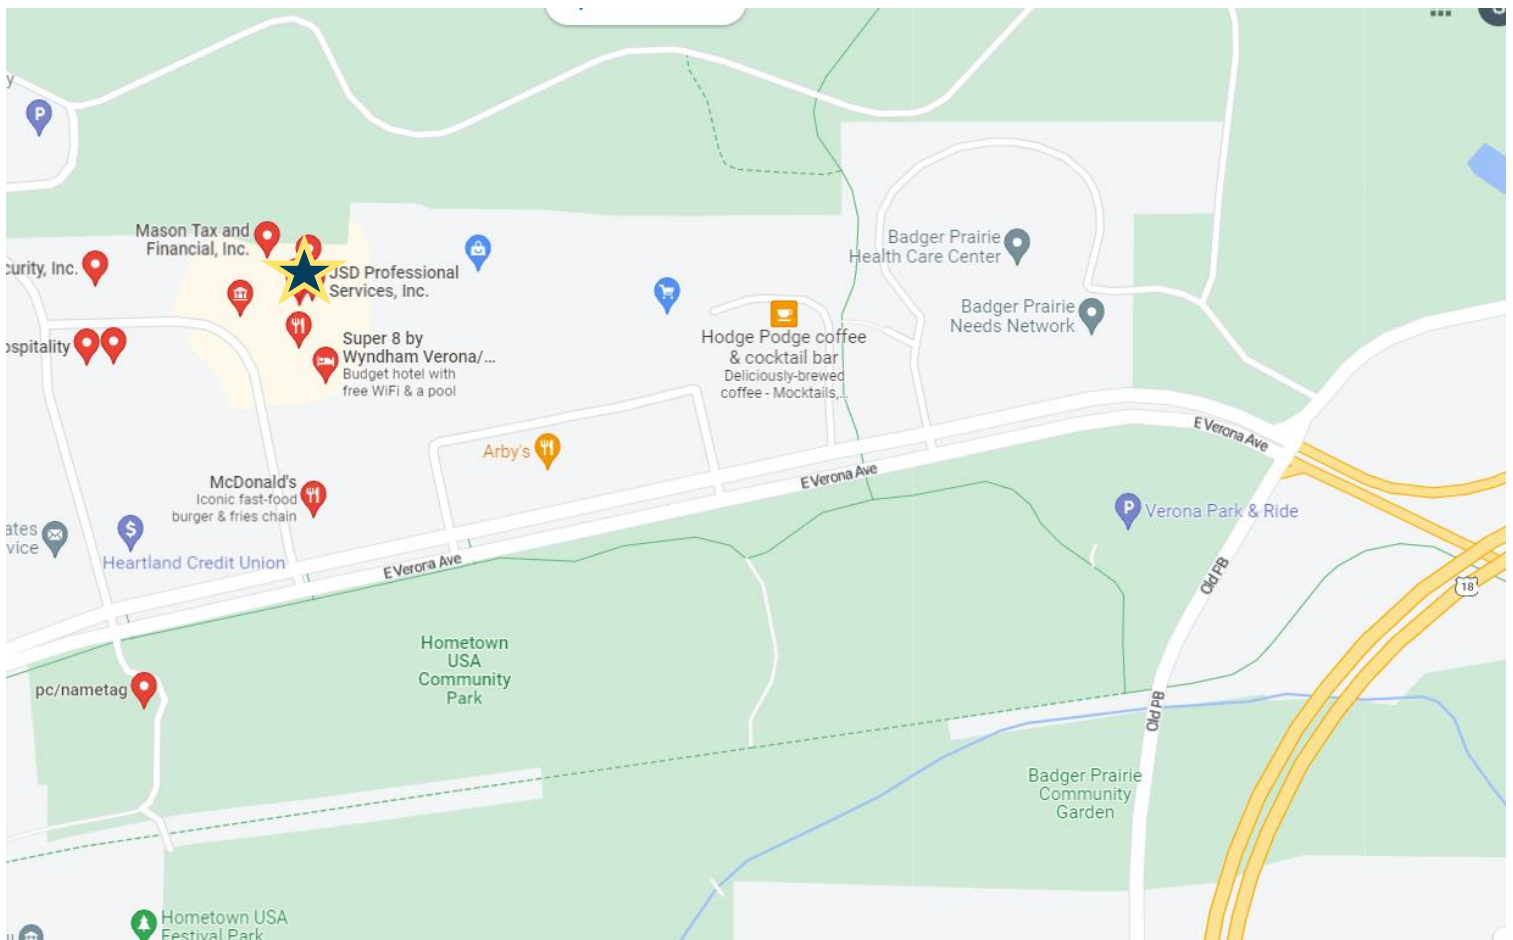 Mason Tax and
Financial, Inc.
curity, Inc.
JSD Professional
Services, Inc.
ospitality
Super 8 by
Wyndham Verona/...
Budget hotel with
free WiFi & a pool
Badger Prairie
Health Care Center
Badger Prairie
Needs Network
Hodge Podge coffee
& cocktail bar
Deliciously-brewed
coffee - Mocktails,...
E Verona Ave
Arby's
E Verona Ave
McDonald's
Iconic fast-food
burger & fries chain
P
Verona Park & Ride
ates
vice
$
Heartland Credit Union
E Verona Ave
Old PB
18
Hometown
USA
Community
Park
pc/nametag
Old PB
Badger Prairie
Community
Garden
Hometown USA
Festival Park
y
P